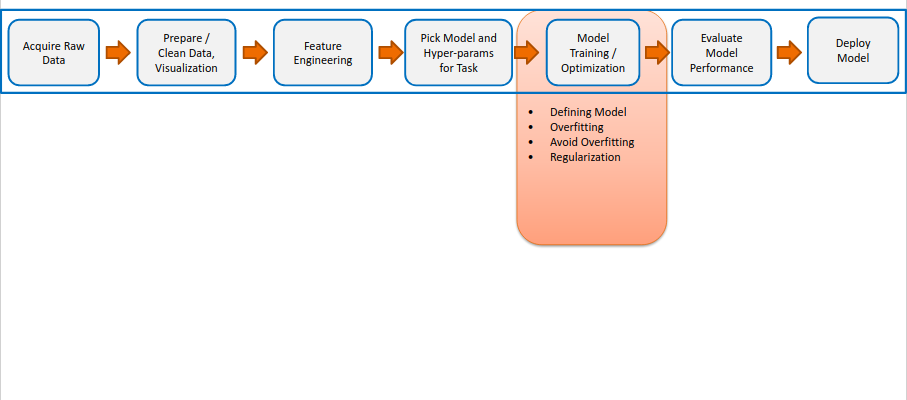 Acquire Raw
Data
Prepare /
Clean Data,
Visualization
Feature
Engineering
Pick Model and
Hyper-params
for Task
Model
Training /
Optimization
Evaluate
Model
Performance
Deploy
Model
• Defining Model
• Overfitting
• Avoid Overfitting
• Regularization